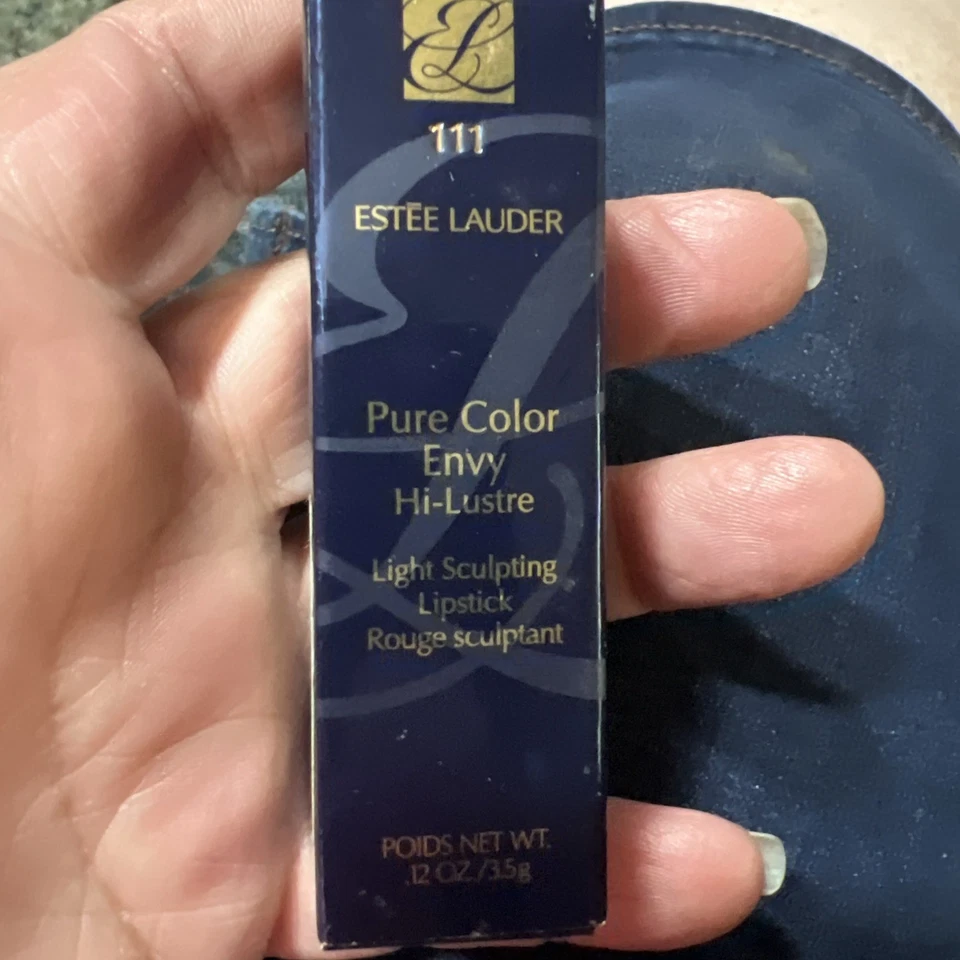 EL
111
ESTĒE LAUDER
Pure Color
Envy
Hi-Lustre
Light Sculpting
Lipstick
Rouge sculptant
POIDS NET WT.
.12 OZ./3.5g